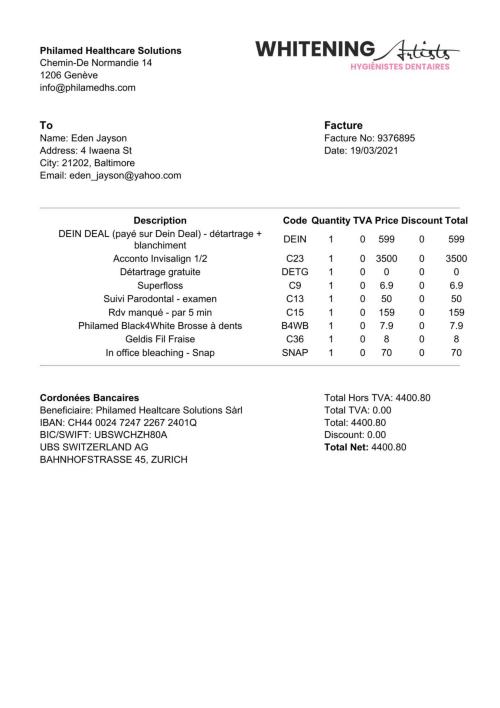 Philamed Healthcare Solutions
Chemin-De Normandie 14
1206 Genève
info@philamedhs.com
WHITENING Artists
HYGIÉNISTES DENTAIRES
To
Name: Eden Jayson
Address: 4 Iwaena St
City: 21202, Baltimore
Email: eden_jayson@yahoo.com
Facture
Facture No: 9376895
Date: 19/03/2021
Description Code Quantity TVA Price Discount Total
DEIN DEAL (payé sur Dein Deal) - détartrage +
blanchiment DEIN 1 0 599 0 599
Acconto Invisalign 1/2 C23 1 0 3500 0 3500
Détartrage gratuite DETG 1 0 0 0 0
Superfloss C9 1 0 6.9 0 6.9
Suivi Parodontal - examen C13 1 0 50 0 50
Rdv manqué - par 5 min C15 1 0 159 0 159
Philamed Black4White Brosse à dents B4WB 1 0 7.9 0 7.9
Geldis Fil Fraise C36 1 0 8 0 8
In office bleaching - Snap SNAP 1 0 70 0 70
Cordonées Bancaires
Beneficiaire: Philamed Healtcare Solutions Sàrl
IBAN: CH44 0024 7247 2267 2401Q
BIC/SWIFT: UBSWCHZH80A
UBS SWITZERLAND AG
BAHNHOFSTRASSE 45, ZURICH
Total Hors TVA: 4400.80
Total TVA: 0.00
Total: 4400.80
Discount: 0.00
Total Net: 4400.80